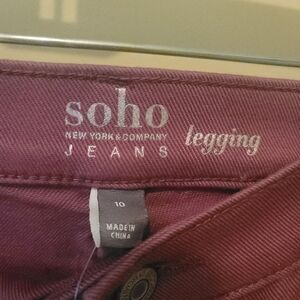 soho
NEW YORK & COMPANY
JEANS
legging
10
MADE IN
CHINA